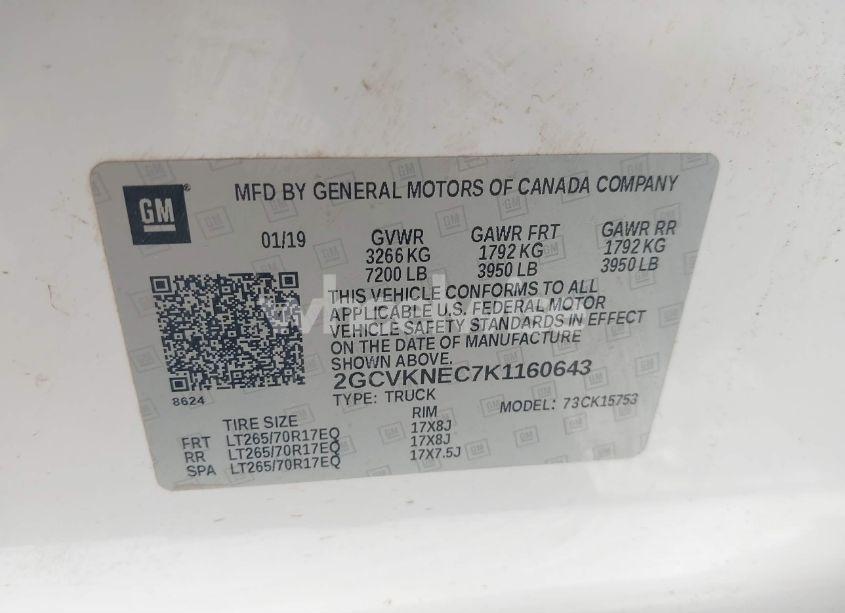 GM
MFD BY GENERAL MOTORS OF CANADA COMPANY
01/19 GVWR GAWR FRT GAWR RR
3266 KG 1792 KG 1792 KG
7200 LB 3950 LB 3950 LB
THIS VEHICLE CONFORMS TO ALL
APPLICABLE U.S. FEDERAL MOTOR
VEHICLE SAFETY STANDARDS IN EFFECT
ON THE DATE OF MANUFACTURE
SHOWN ABOVE.
2GCVKNEC7K1160643
8624
TYPE: TRUCK MODEL: 73CK15753
TIRE SIZE RIM
FRT LT265/70R17EQ 17X8J
RR LT265/70R17EQ 17X8J
SPA LT265/70R17EQ 17X7.5J